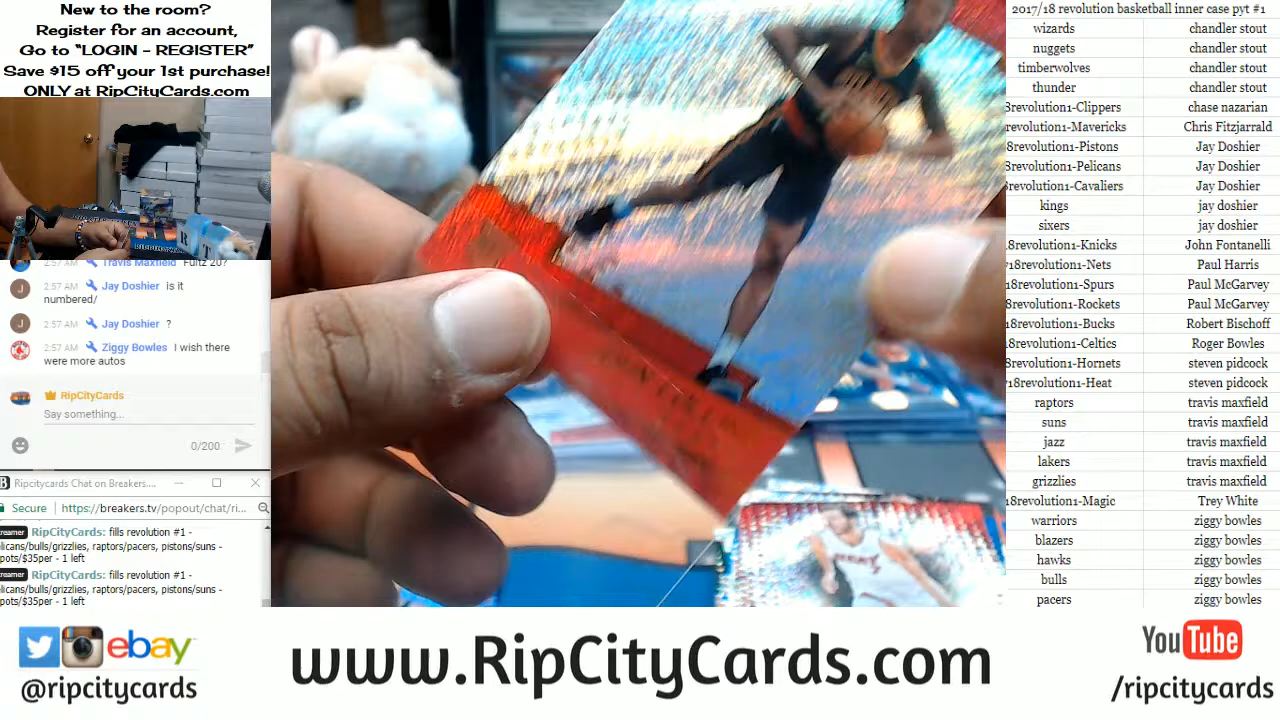 New to the room?
Register for an account,
Go to “LOGIN - REGISTER”
Save $15 off your 1st purchase!
ONLY at RipCityCards.com
2:57 AM Travis Maxfield Fultz 20?
2:57 AM Jay Doshier is it
numbered/
2:57 AM Jay Doshier ?
2:57 AM Ziggy Bowles I wish there
were more autos
RipCityCards
Say something...
0/200
Ripcitycards Chat on Breakers....
Secure https://breakers.tv/popout/chat/ri...
RipCityCards: fills revolution #1 -
licans/bulls/grizzlies, raptors/pacers, pistons/suns -
pots/$35per - 1 left
RipCityCards: fills revolution #1 -
licans/bulls/grizzlies, raptors/pacers, pistons/suns -
pots/$35per - 1 left
2017/18 revolution basketball inner case pyt #1
wizards chandler stout
nuggets chandler stout
timberwolves chandler stout
thunder chandler stout
8revolution1-Clippers chase nazarian
revolution1-Mavericks Chris Fitzjarrald
8revolution1-Pistons Jay Doshier
8revolution1-Pelicans Jay Doshier
8revolution1-Cavaliers Jay Doshier
kings jay doshier
sixers jay doshier
8revolution1-Knicks John Fontanelli
18revolution1-Nets Paul Harris
18revolution1-Spurs Paul McGarvey
8revolution1-Rockets Paul McGarvey
8revolution1-Bucks Robert Bischoff
8revolution1-Celtics Roger Bowles
8revolution1-Hornets steven pidcock
18revolution1-Heat steven pidcock
raptors travis maxfield
suns travis maxfield
jazz travis maxfield
lakers travis maxfield
grizzlies travis maxfield
18revolution1-Magic Trey White
warriors ziggy bowles
blazers ziggy bowles
hawks ziggy bowles
bulls ziggy bowles
pacers ziggy bowles
ebay
@ripcitycards
www.RipCityCards.com
YouTube
/ripcitycards